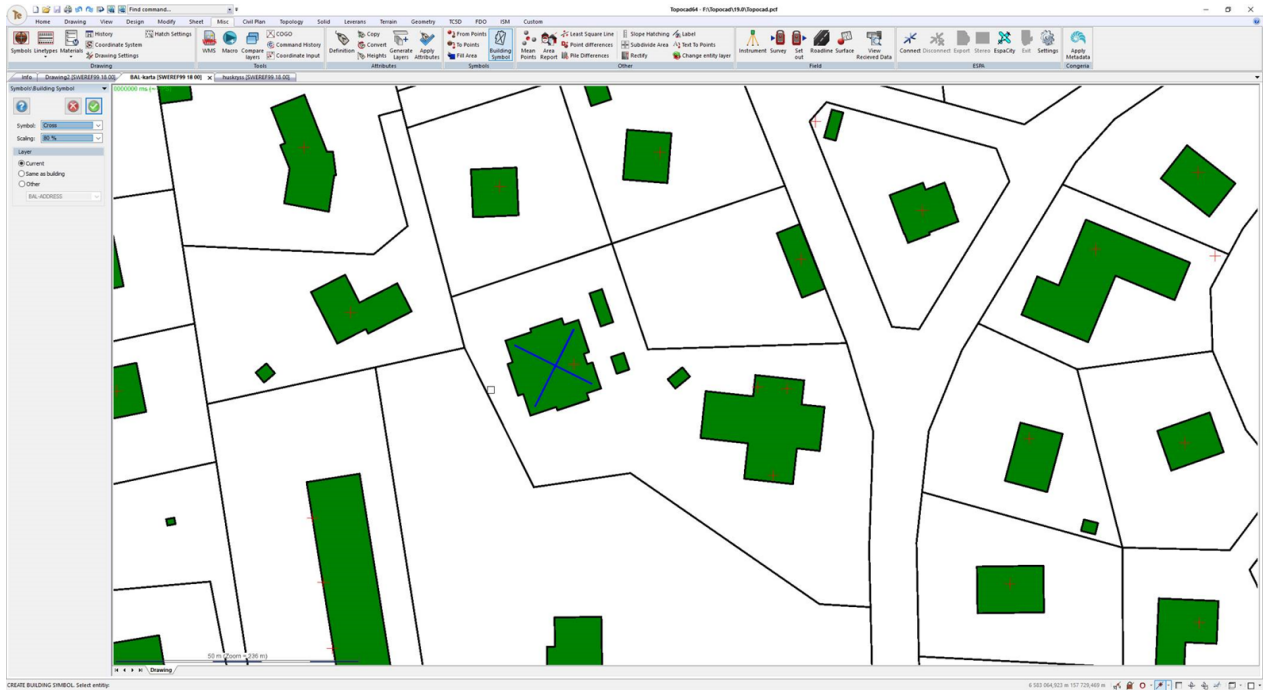 Topocad64 - F:\Topocad\19.0\Topocad.pcf
Find command...
Home Drawing View Design Modify Sheet Misc Civil Plan Topology Solid Leverans Terrain Geometry TCSD FDO ISM Custom
Symbols Linetypes Materials
History
Coordinate System
Drawing Settings
Hatch Settings
Drawing
WMS Macro Compare layers
COGO
Command History
Coordinate Input
Tools
Definition
Copy
Convert
Heights
Generate Layers
Apply Attributes
Attributes
From Points
To Points
Fill Area
Building Symbol
Symbols
Mean Points
Area Report
Least Square Line
Point differences
Pile Differences
Slope Hatching
Subdivide Area
Rectify
Label
Text To Points
Change entity layer
Other
Instrument Survey Set out Roadline Surface View Recieved Data
Field
Connect Disconnect Export Stereo EspaCity Exit Settings
ESPA
Apply Metadata
Congeria
Info Drawing2 [SWEREF99 18 00] BAL-karta [SWEREF99 18 00] x huskryss [SWEREF99 18 00]
Symbols\Building Symbol
Symbol: Cross
Scaling: 80 %
Layer
Current
Same as building
Other
BAL-ADDRESS
50 m (Zoom = 236 m)
Drawing
CREATE BUILDING SYMBOL. Select entity:
6 583 064,923 m 157 729,469 m